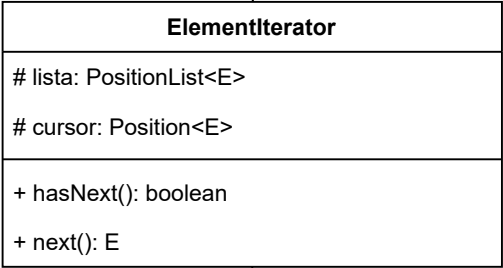 ElementIterator
# lista: PositionList<E>
# cursor: Position<E>
+ hasNext(): boolean
+ next(): E